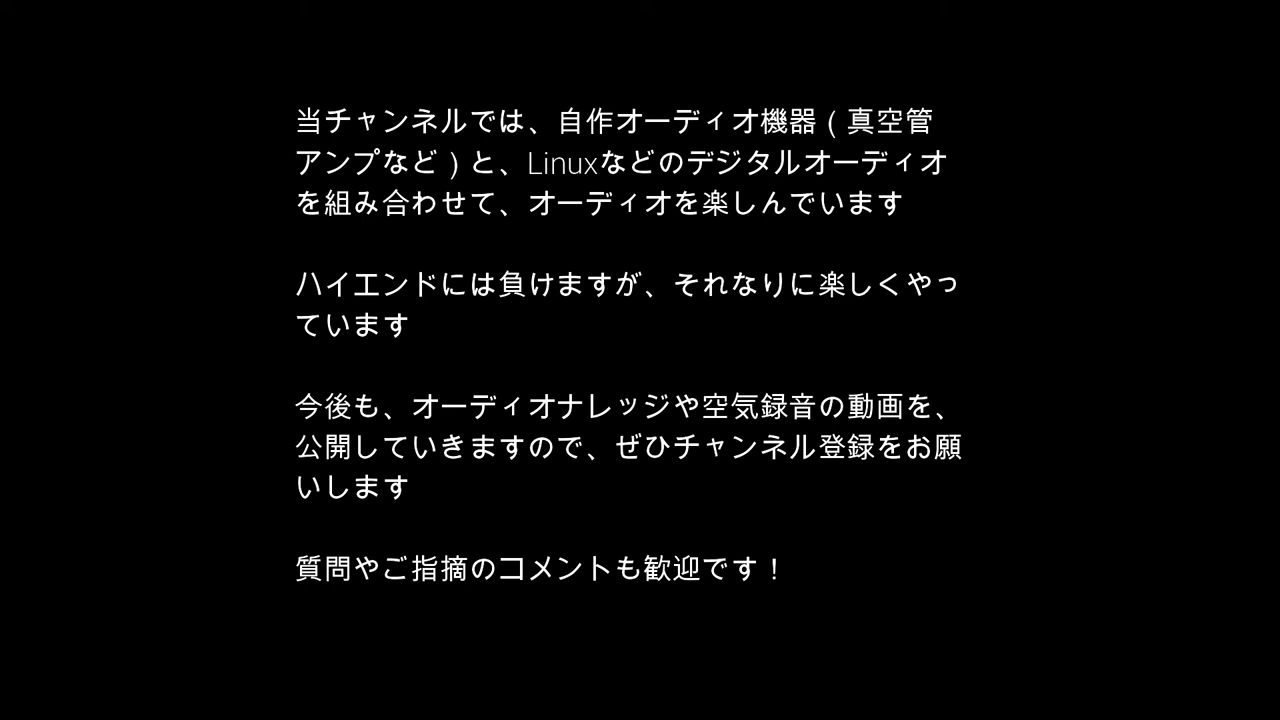 当チャンネルでは、自作オーディオ機器（真空管
アンプなど）と、Linuxなどのデジタルオーディオ
を組み合わせて、オーディオを楽しんでいます
ハイエンドには負けますが、それなりに楽しくやっ
ています
今後も、オーディオナレッジや空気録音の動画を、
公開していきますので、ぜひチャンネル登録をお願
いします
質問やご指摘のコメントも歓迎です！